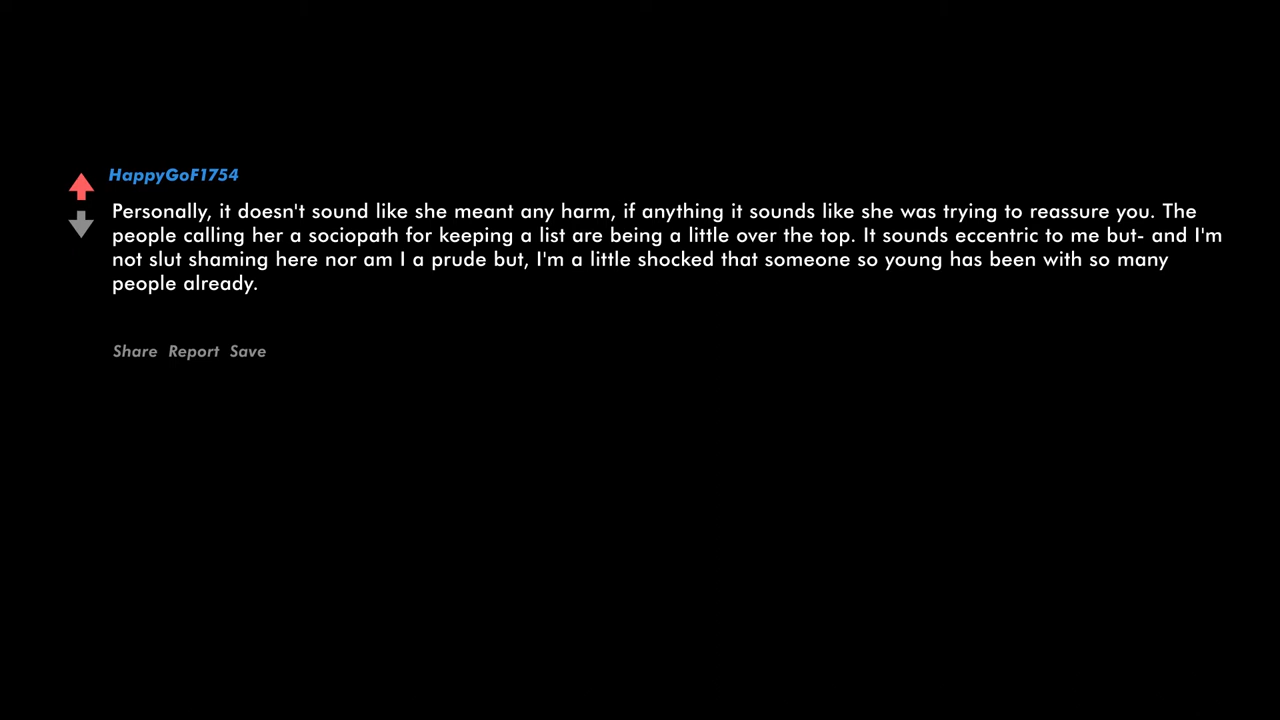 HappyGoF1754
Personally, it doesn't sound like she meant any harm, if anything it sounds like she was trying to reassure you. The
people calling her a sociopath for keeping a list are being a little over the top. It sounds eccentric to me but- and I'm
not slut shaming here nor am I a prude but, I'm a little shocked that someone so young has been with so many
people already.
Share Report Save